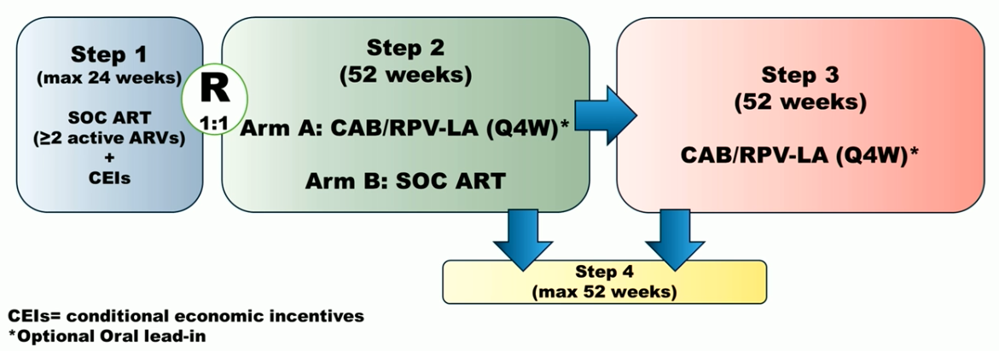 Step 1
(max 24 weeks)
SOC ART
(≥2 active ARVs)
+
CEIs
R
1:1
Step 2
(52 weeks)
Arm A: CAB/RPV-LA (Q4W)*
Arm B: SOC ART
Step 3
(52 weeks)
CAB/RPV-LA (Q4W)*
Step 4
(max 52 weeks)
CEIs= conditional economic incentives
*Optional Oral lead-in